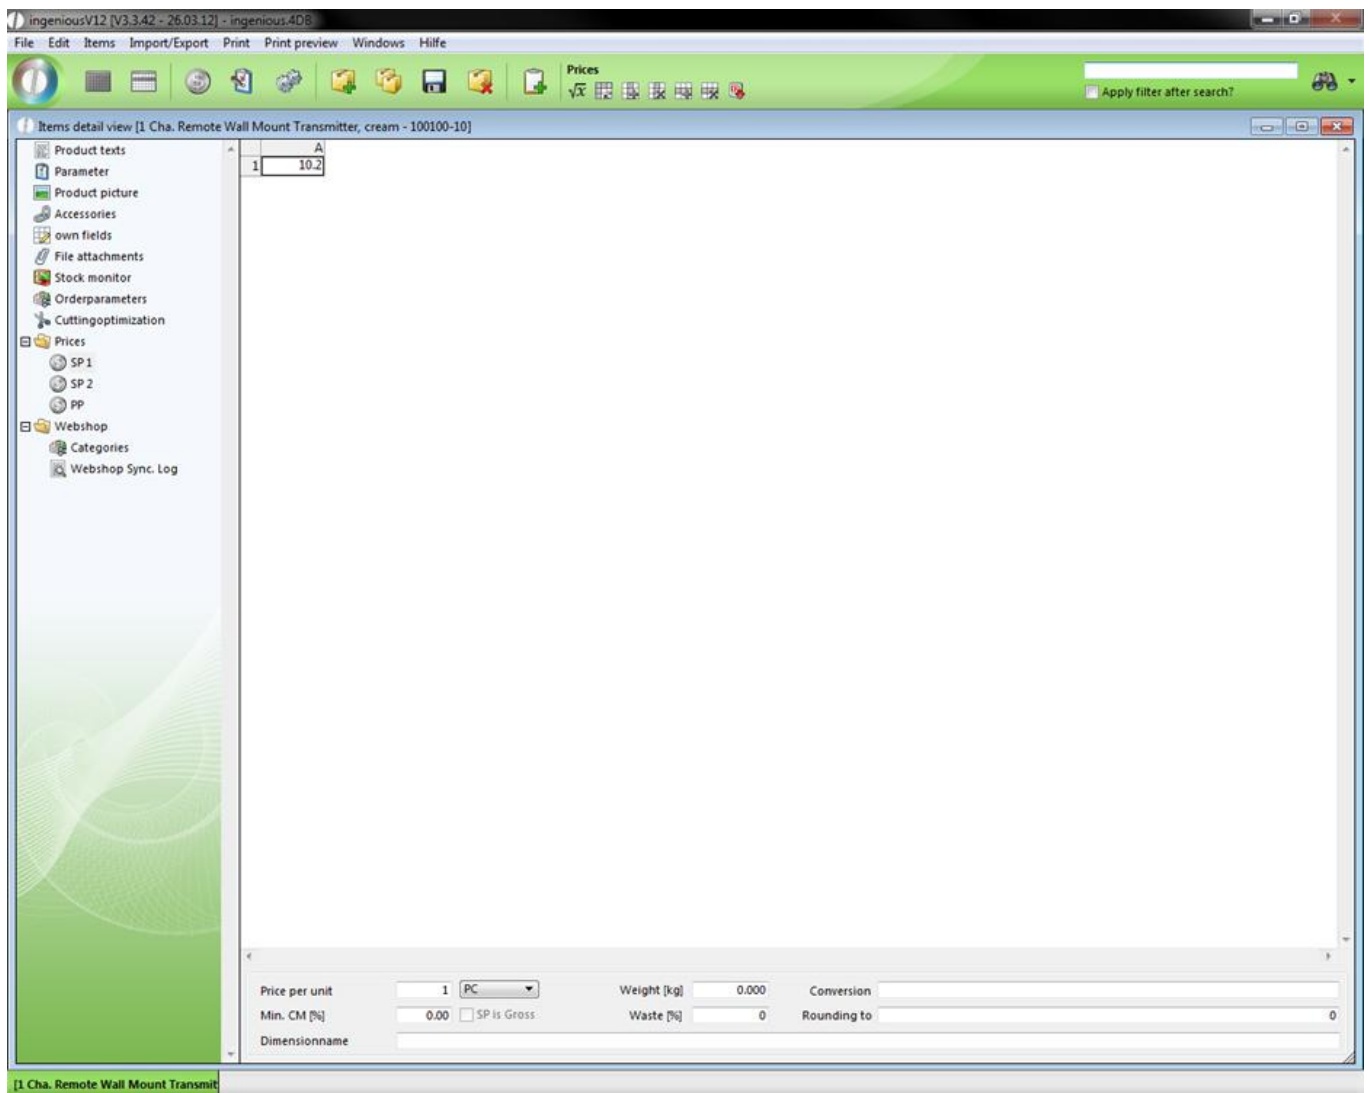 ingeniousV12 [V3.3.42 - 26.03.12] - ingenious.4DB
File Edit Items Import/Export Print Print preview Windows Hilfe
Prices
√x
Apply filter after search?
Items detail view [1 Cha. Remote Wall Mount Transmitter, cream - 100100-10]
Product texts
Parameter
Product picture
Accessories
own fields
File attachments
Stock monitor
Orderparameters
Cuttingoptimization
Prices
SP 1
SP 2
PP
Webshop
Categories
Webshop Sync. Log
A
1 10.2
Price per unit 1 PC Weight [kg] 0.000 Conversion
Min. CM [%] 0.00 SP is Gross Waste [%] 0 Rounding to 0
Dimensionname
[1 Cha. Remote Wall Mount Transmit